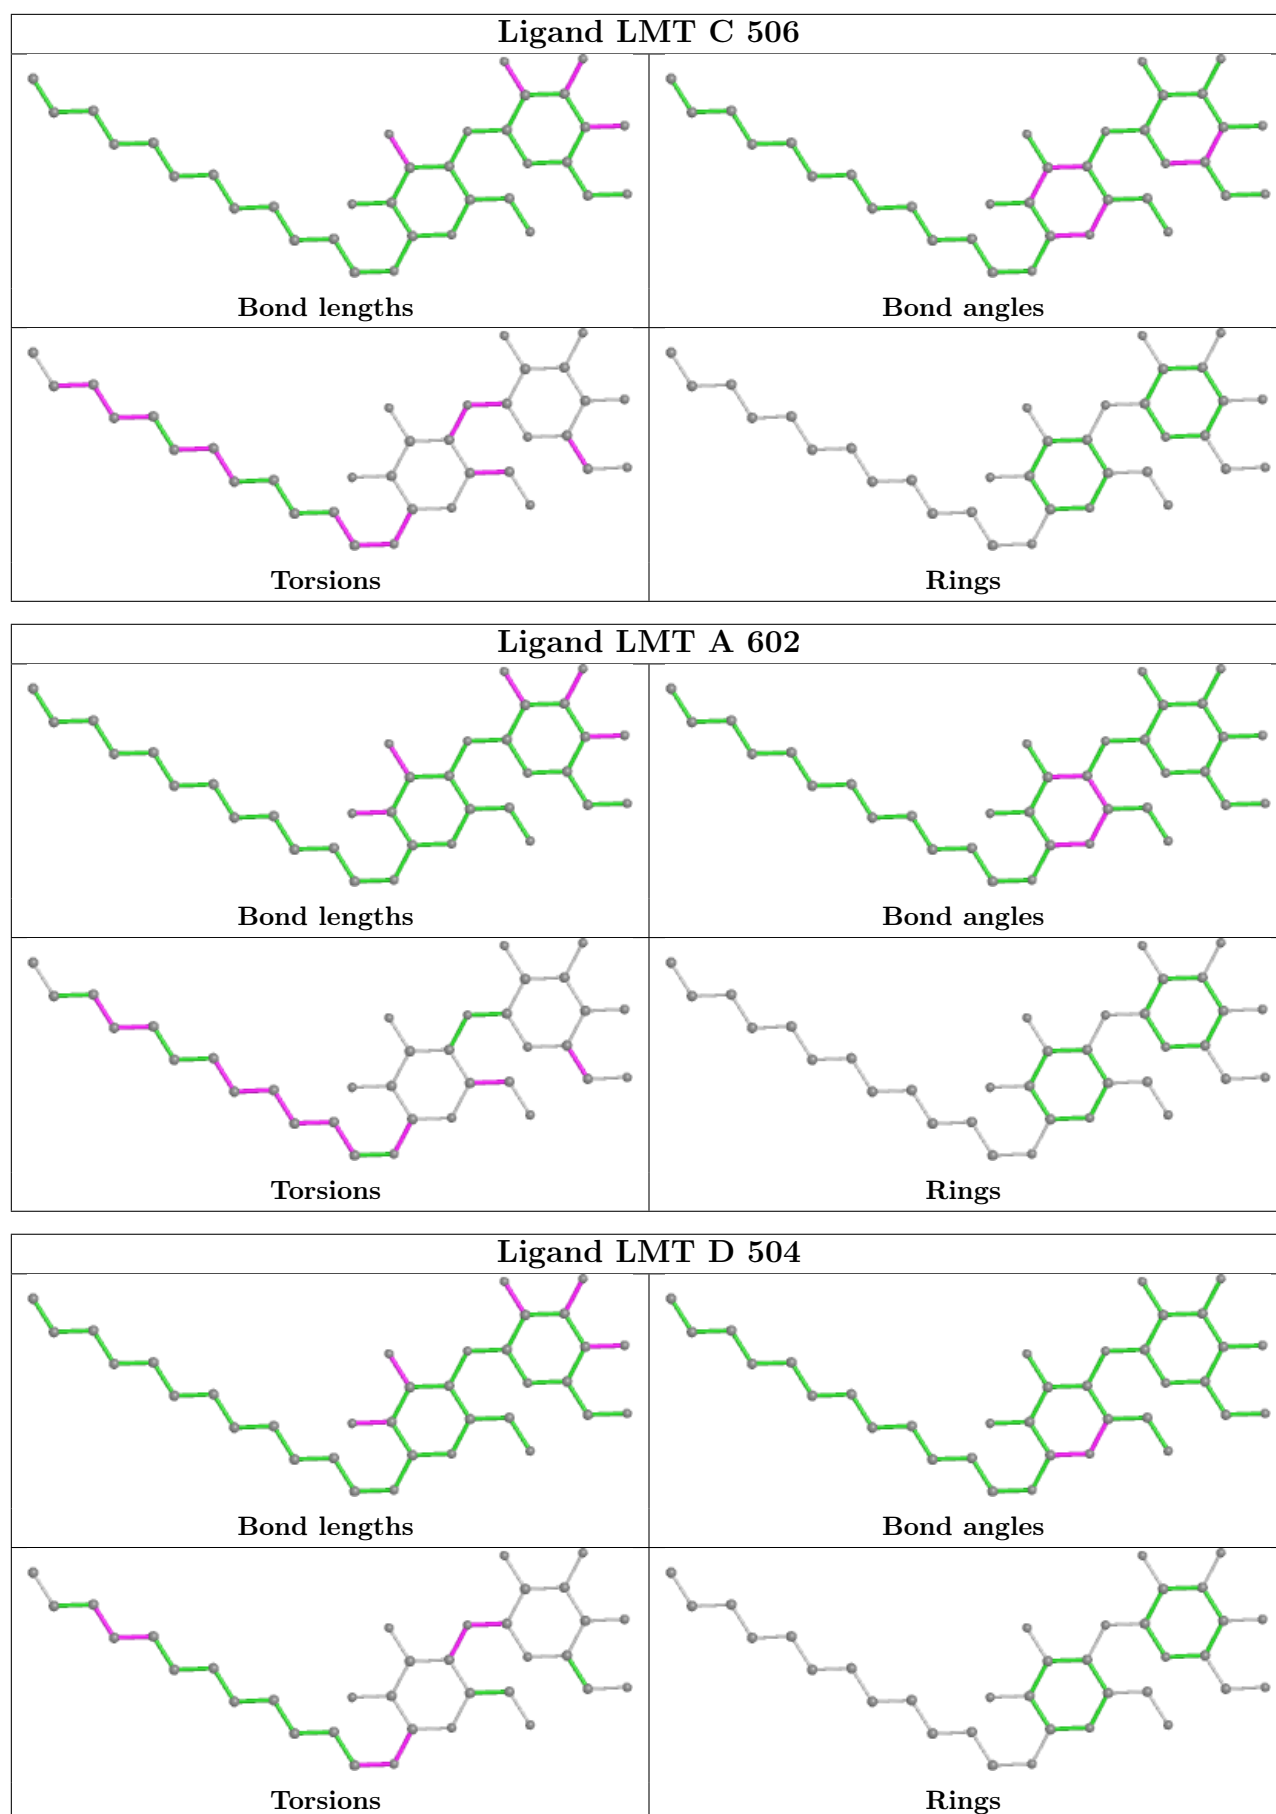 Ligand LMT C 506
Bond lengths
Bond angles
Torsions
Rings
Ligand LMT A 602
Bond lengths
Bond angles
Torsions
Rings
Ligand LMT D 504
Bond lengths
Bond angles
Torsions
Rings